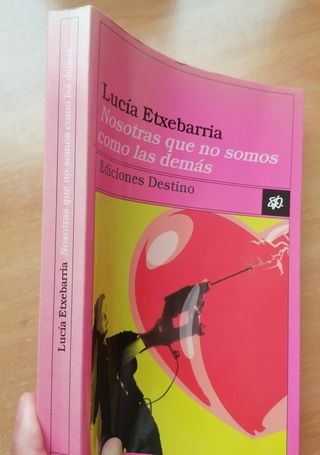 Lucía Etxebarria
Nosotras que no somos
como las demás
Ediciones Destino
Lucía Etxebarria Nosotras que no somos como las demás